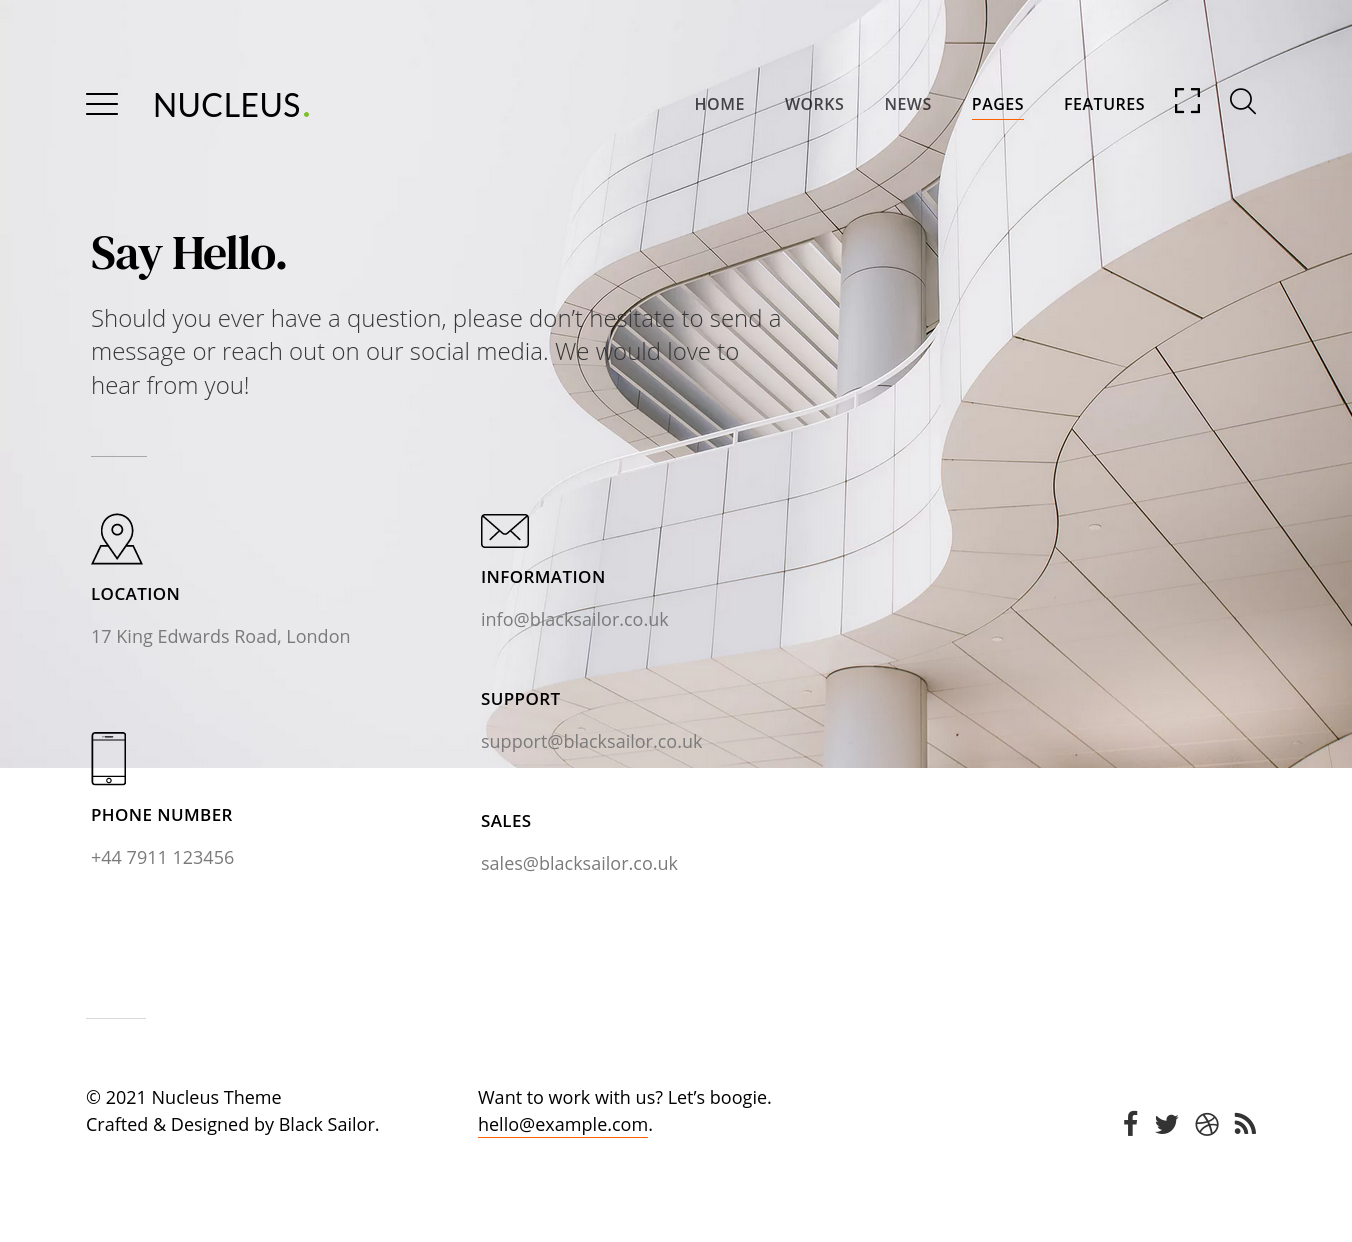 NUCLEUS.
HOME WORKS NEWS PAGES FEATURES
Say Hello.
Should you ever have a question, please don’t hesitate to send a
message or reach out on our social media. We would love to
hear from you!
LOCATION
17 King Edwards Road, London
PHONE NUMBER
+44 7911 123456
INFORMATION
info@blacksailor.co.uk
SUPPORT
support@blacksailor.co.uk
SALES
sales@blacksailor.co.uk
© 2021 Nucleus Theme
Crafted & Designed by Black Sailor.
Want to work with us? Let’s boogie.
hello@example.com.